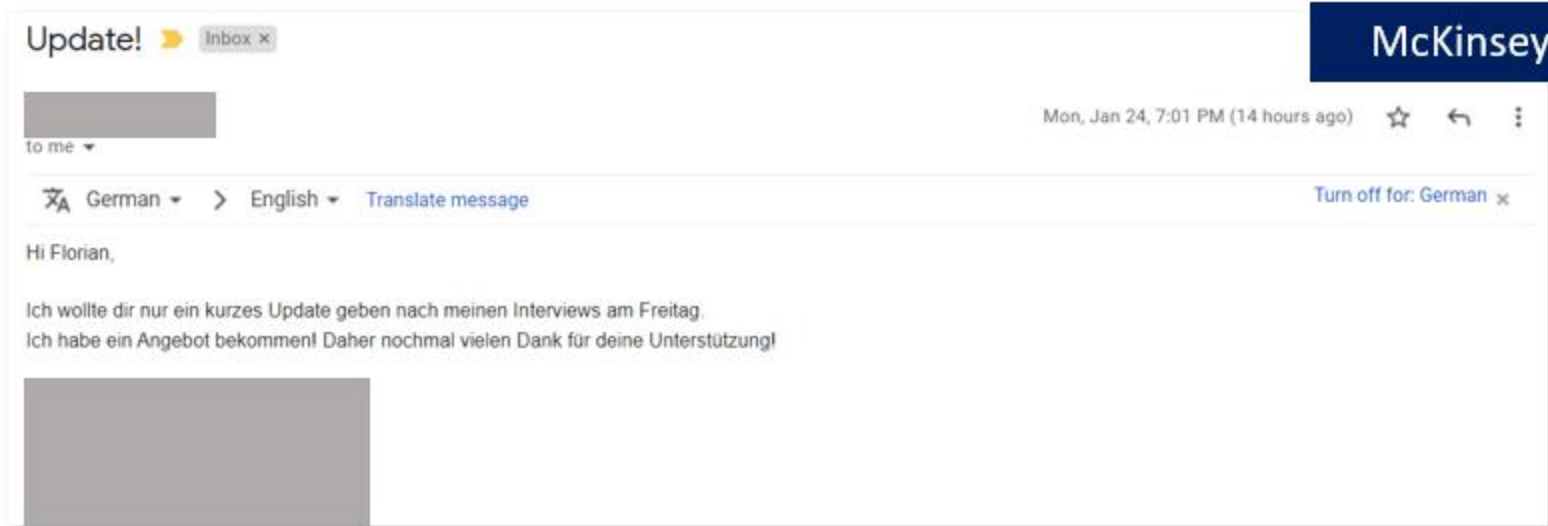 Update! Inbox ×
McKinsey
Mon, Jan 24, 7:01 PM (14 hours ago)
to me
German > English Translate message Turn off for: German ×
Hi Florian,
Ich wollte dir nur ein kurzes Update geben nach meinen Interviews am Freitag.
Ich habe ein Angebot bekommen! Daher nochmal vielen Dank für deine Unterstützung!